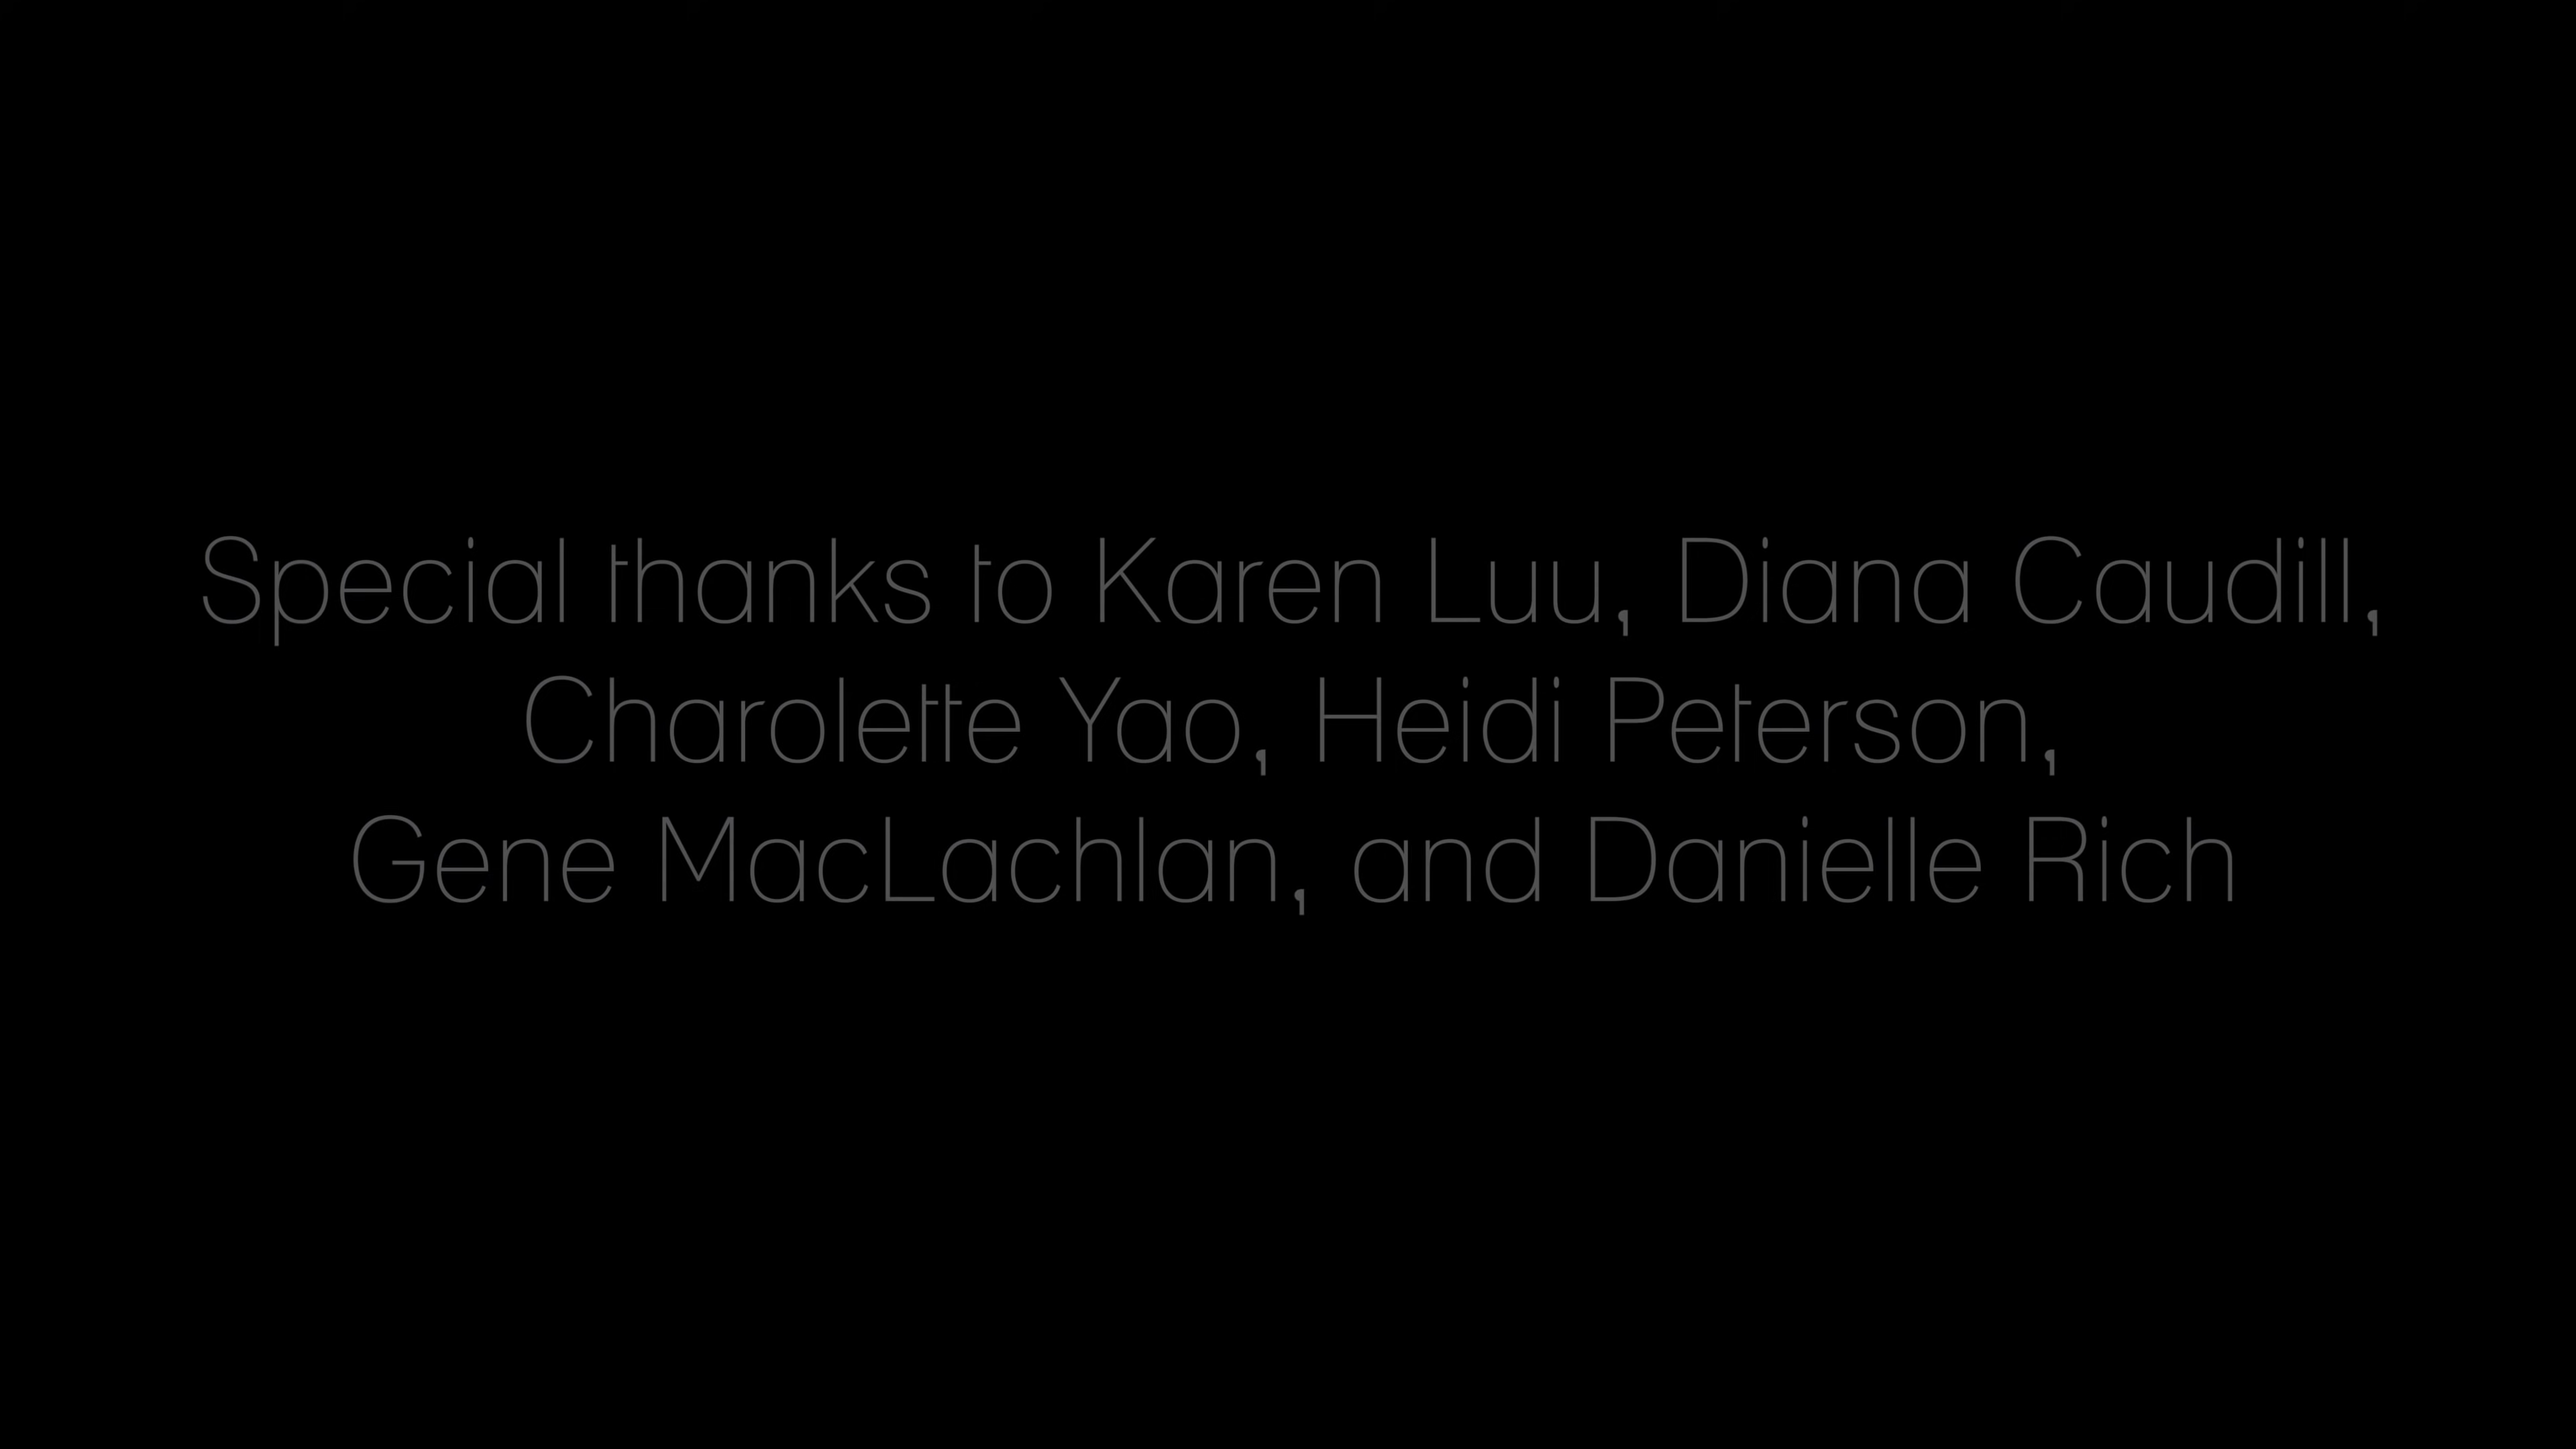 Special thanks to Karen Luu, Diana Caudill,
Charolette Yao, Heidi Peterson,
Gene MacLachlan, and Danielle Rich